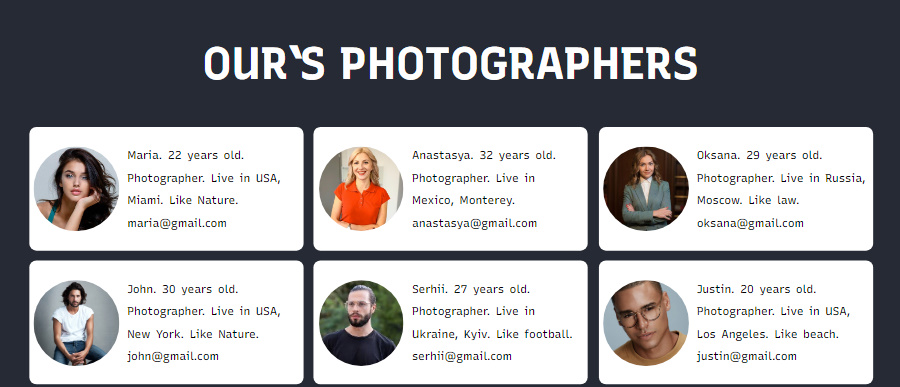 OUR`S PHOTOGRAPHERS
Maria. 22 years old.
Photographer. Live in USA,
Miami. Like Nature.
maria@gmail.com
Anastasya. 32 years old.
Photographer. Live in
Mexico, Monterey.
anastasya@gmail.com
Oksana. 29 years old.
Photographer. Live in Russia,
Moscow. Like law.
oksana@gmail.com
John. 30 years old.
Photographer. Live in USA,
New York. Like Nature.
john@gmail.com
Serhii. 27 years old.
Photographer. Live in
Ukraine, Kyiv. Like football.
serhii@gmail.com
Justin. 20 years old.
Photographer. Live in USA,
Los Angeles. Like beach.
justin@gmail.com